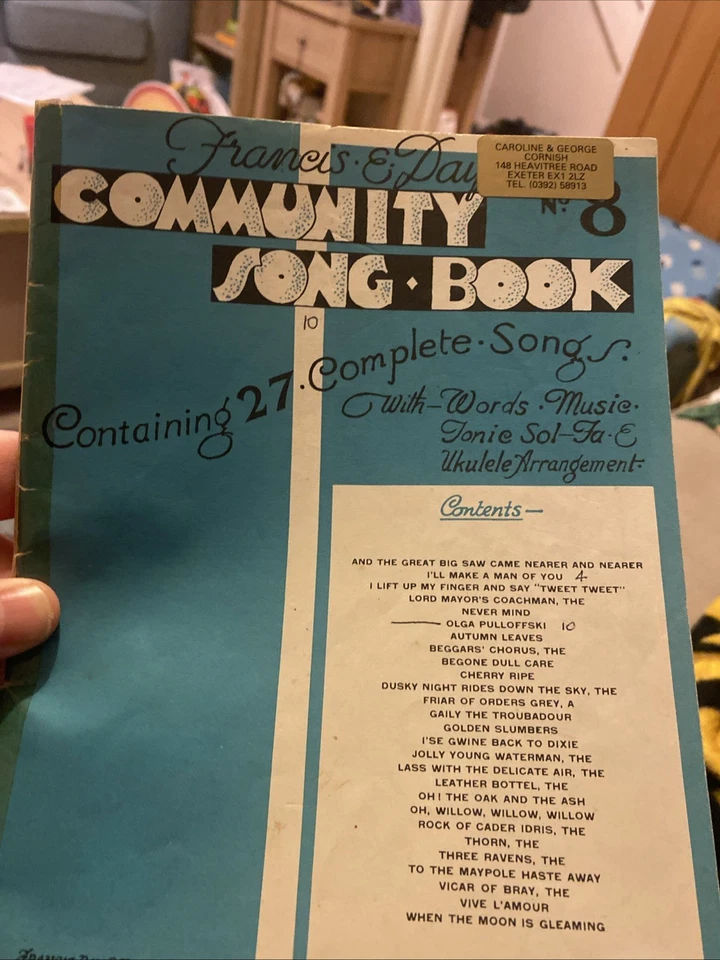 Francis · & · Day
CAROLINE & GEORGE
CORNISH
148 HEAVITREE ROAD
EXETER EX1 2LZ
TEL. (0392) 58913
COMMUNITY
Nº 8
SONG · BOOK
10
Containing 27 · Complete · Songs.
With — Words · Music ·
Tonic Sol-Fa · &
Ukulele Arrangement ·
Contents —
AND THE GREAT BIG SAW CAME NEARER AND NEARER
I'LL MAKE A MAN OF YOU 4
I LIFT UP MY FINGER AND SAY "TWEET TWEET"
LORD MAYOR'S COACHMAN, THE
NEVER MIND
OLGA PULLOFFSKI 10
AUTUMN LEAVES
BEGGARS' CHORUS, THE
BEGONE DULL CARE
CHERRY RIPE
DUSKY NIGHT RIDES DOWN THE SKY, THE
FRIAR OF ORDERS GREY, A
GAILY THE TROUBADOUR
GOLDEN SLUMBERS
I'SE GWINE BACK TO DIXIE
JOLLY YOUNG WATERMAN, THE
LASS WITH THE DELICATE AIR, THE
LEATHER BOTTEL, THE
OH! THE OAK AND THE ASH
OH, WILLOW, WILLOW, WILLOW
ROCK OF CADER IDRIS, THE
THORN, THE
THREE RAVENS, THE
TO THE MAYPOLE HASTE AWAY
VICAR OF BRAY, THE
VIVE L'AMOUR
WHEN THE MOON IS GLEAMING